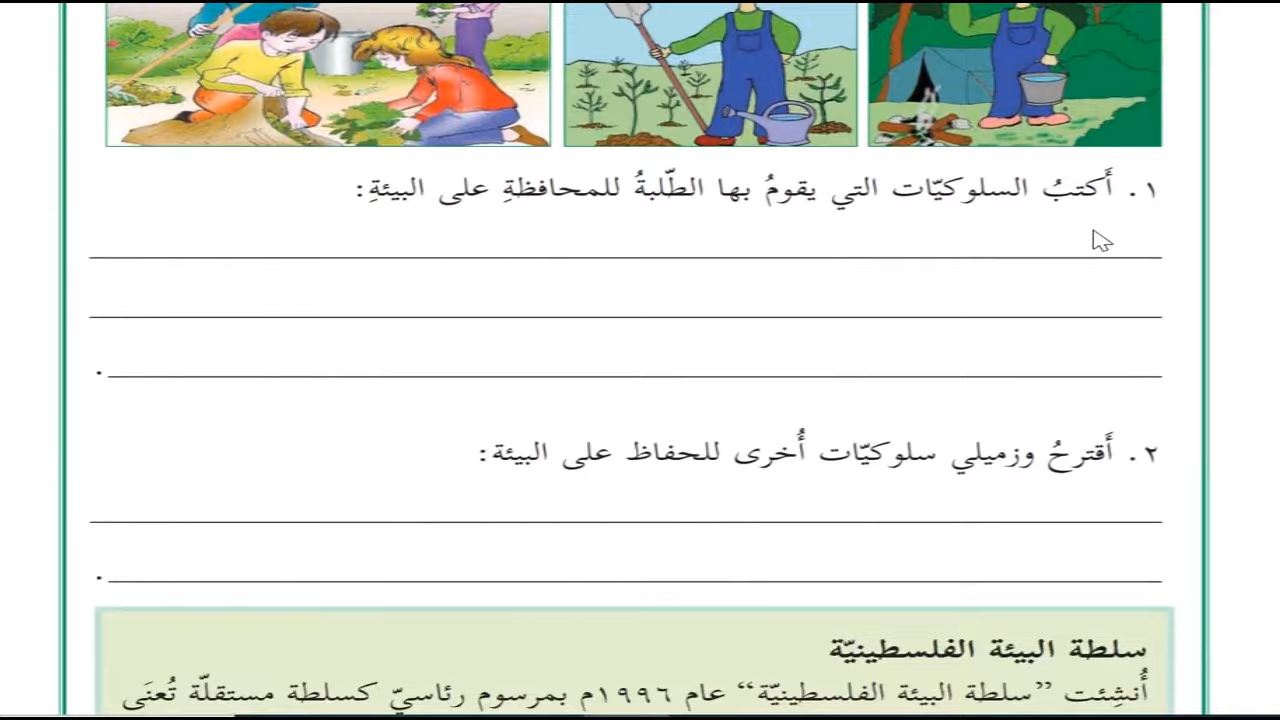 ١. أَكتبُ السلوكيّات التي يقومُ بها الطّلبةُ للمحافظةِ على البيئةِ:
.
٢. أَقترحُ وزميلي سلوكيّات أُخرى للحفاظ على البيئة:
.
سلطة البيئة الفلسطينيّة
أُنشِئت “سلطة البيئة الفلسطينيّة“ عام ١٩٩٦م بمرسوم رئاسيّ كسلطة مستقلّة تُعنَى